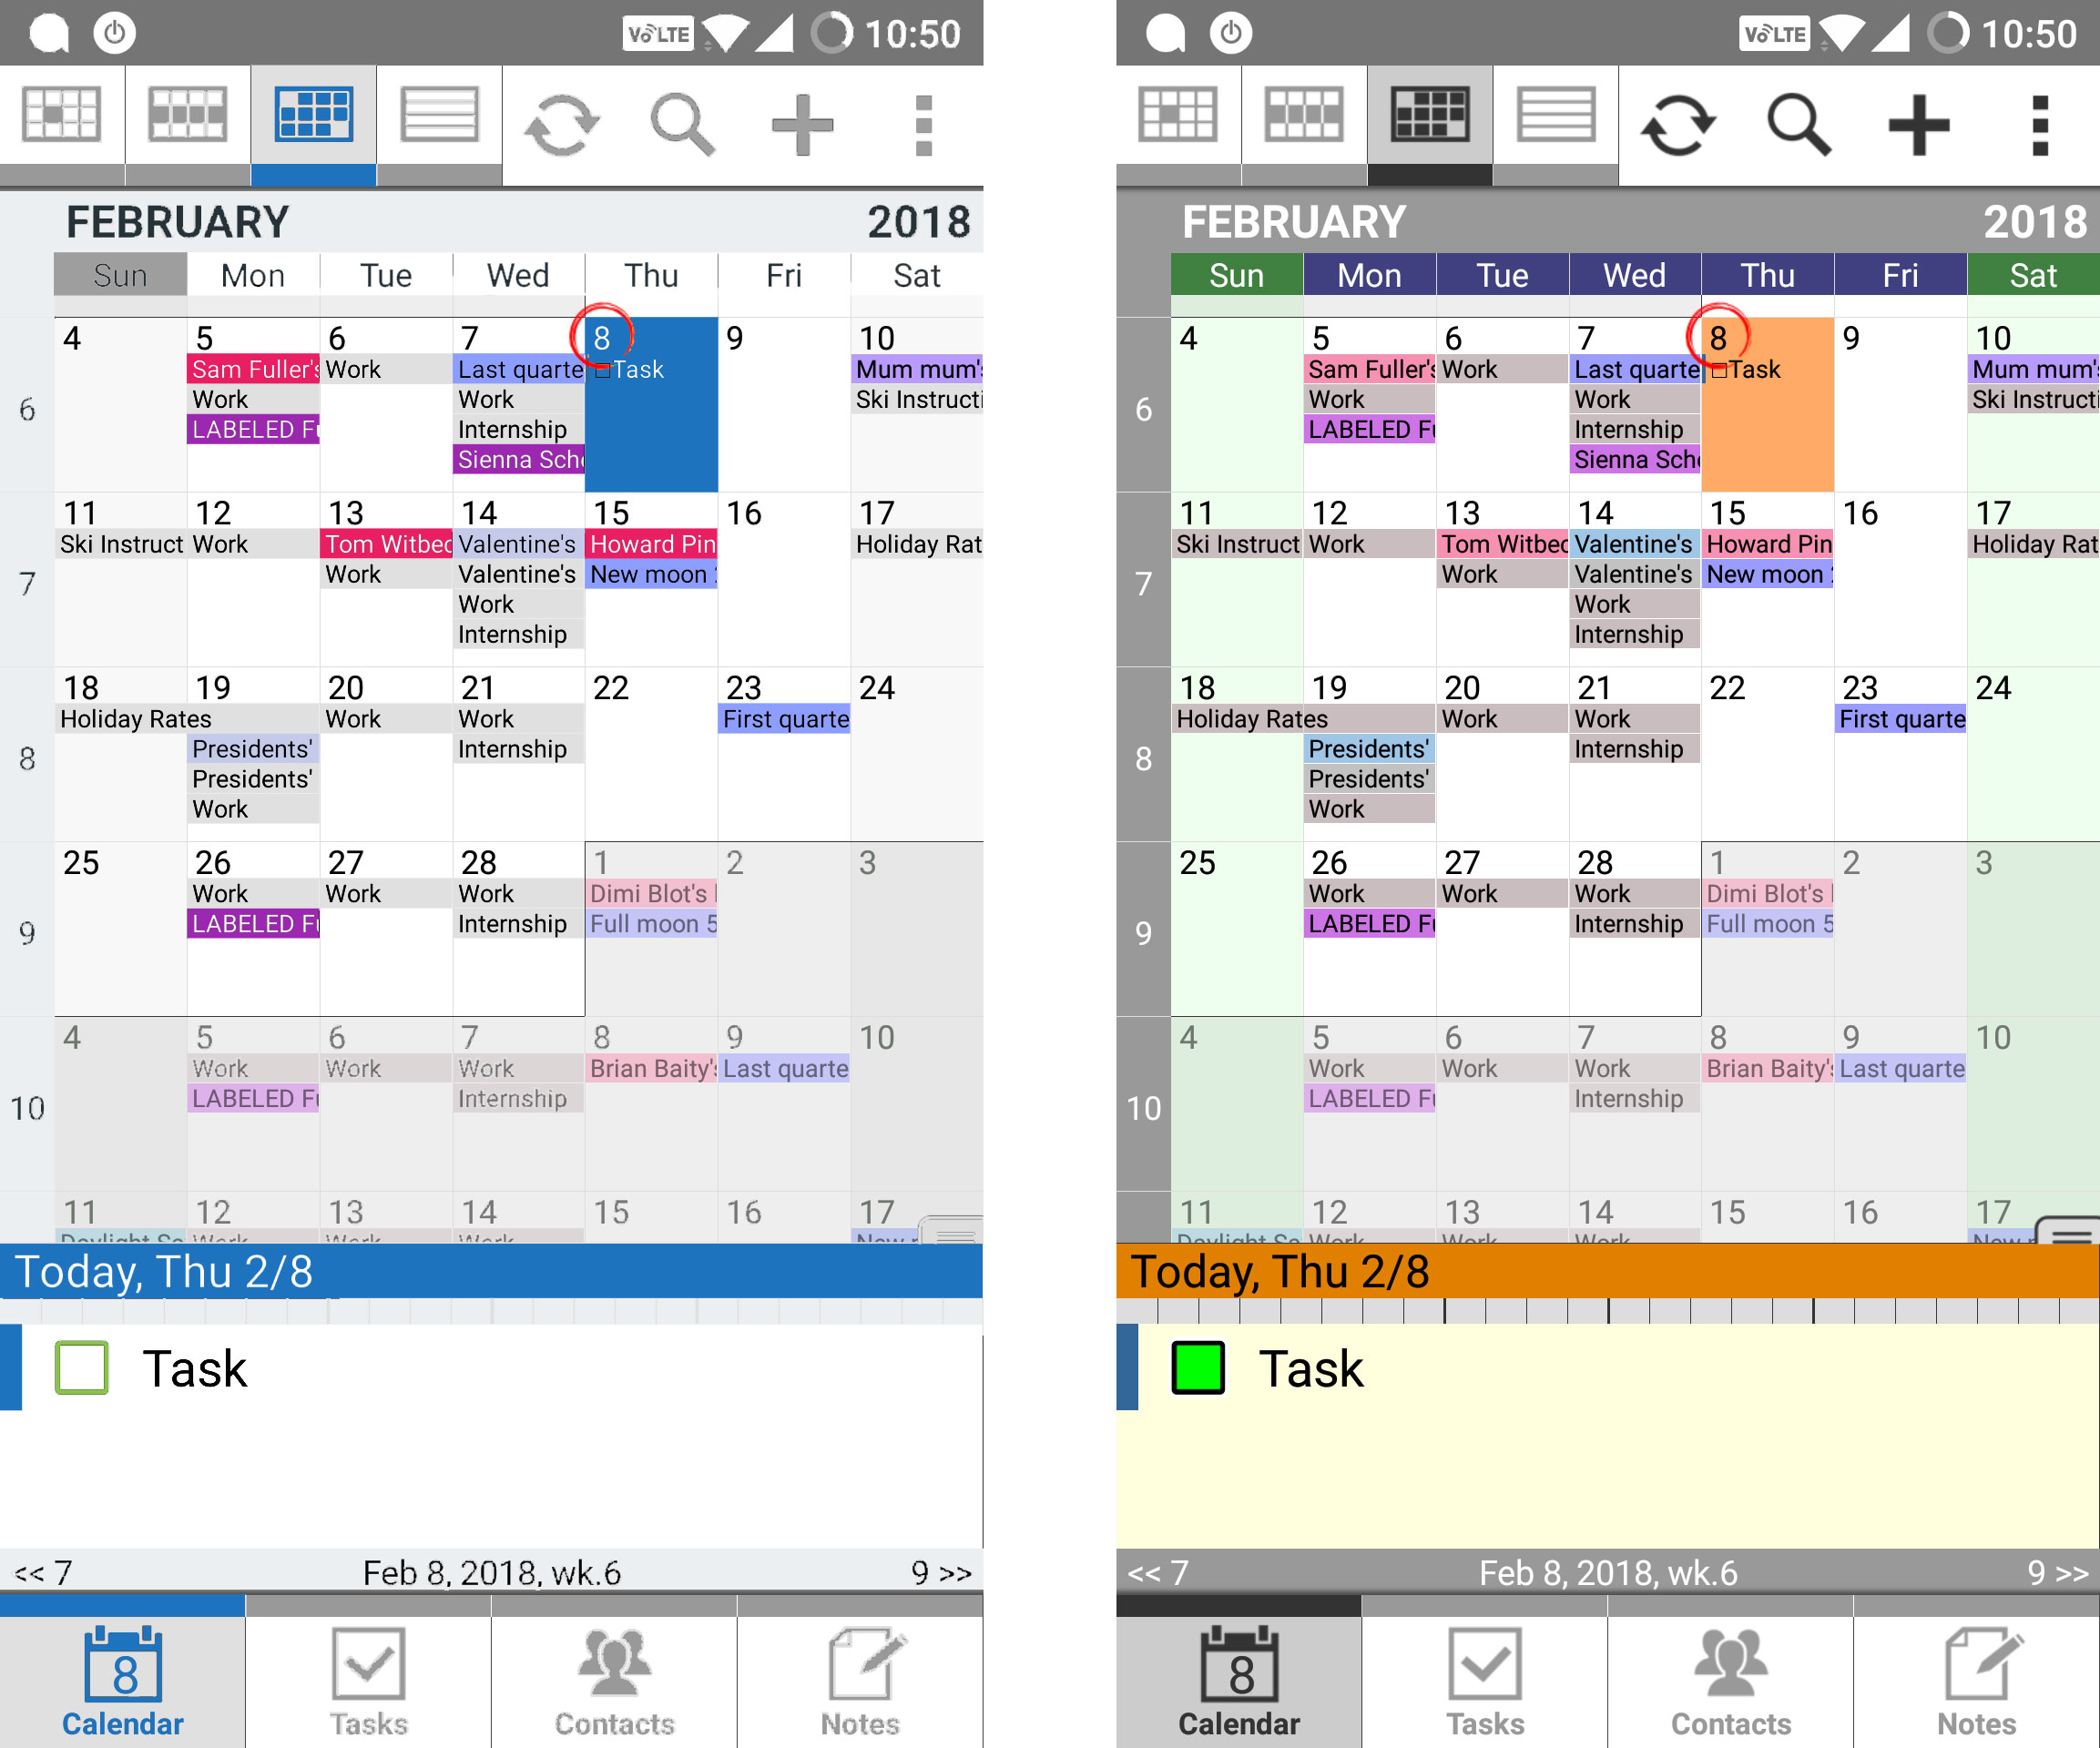 VoLTE 10:50
FEBRUARY 2018
Sun Mon Tue Wed Thu Fri Sat
6
4 5 6 7 8 9 10
Sam Fuller's Work Last quarte Task Mum mum's
Work Work Ski Instructi
LABELED Internship
Sienna Sch
7
11 12 13 14 15 16 17
Ski Instruct Work Tom Witbec Valentine's Howard Pin Holiday Rat
Work Valentine's New moon
Work
Internship
8
18 19 20 21 22 23 24
Holiday Rates Work Work First quarte
Presidents' Internship
Presidents'
Work
9
25 26 27 28 1 2 3
Work Work Work Dimi Blot's
LABELED Internship Full moon 5
10
4 5 6 7 8 9 10
Work Work Work Brian Baity's Last quarte
LABELED Internship
11 12 13 14 15 16 17
Work Work Work
Today, Thu 2/8
Task
<< 7 Feb 8, 2018, wk.6 9 >>
8
Calendar Tasks Contacts Notes
VoLTE 10:50
FEBRUARY 2018
Sun Mon Tue Wed Thu Fri Sat
6
4 5 6 7 8 9 10
Sam Fuller's Work Last quarte Task Mum mum's
Work Work Ski Instructi
LABELED Internship
Sienna Sch
7
11 12 13 14 15 16 17
Ski Instruct Work Tom Witbec Valentine's Howard Pin Holiday Rat
Work Valentine's New moon
Work
Internship
8
18 19 20 21 22 23 24
Holiday Rates Work Work First quarte
Presidents' Internship
Presidents'
Work
9
25 26 27 28 1 2 3
Work Work Work Dimi Blot's
LABELED Internship Full moon 5
10
4 5 6 7 8 9 10
Work Work Work Brian Baity's Last quarte
LABELED Internship
11 12 13 14 15 16 17
Work Work Work
Today, Thu 2/8
Task
<< 7 Feb 8, 2018, wk.6 9 >>
8
Calendar Tasks Contacts Notes